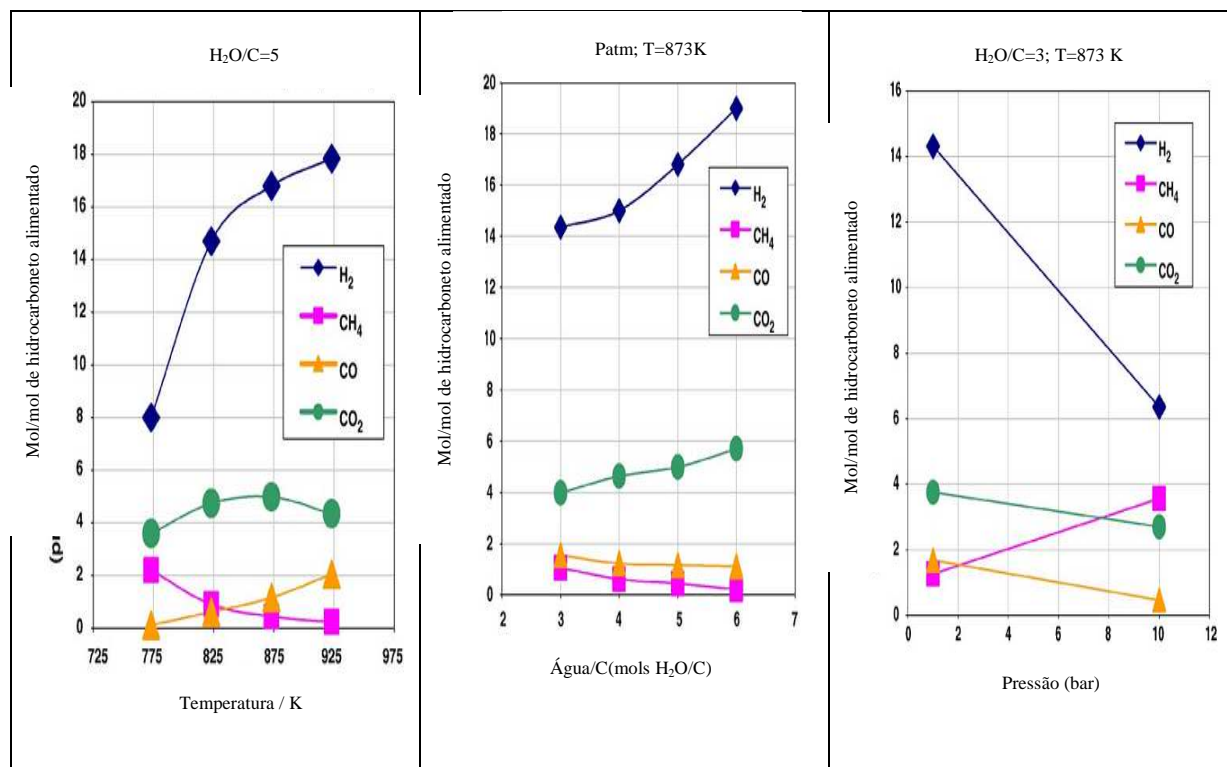 H₂O/C=5
Mol/mol de hidrocarboneto alimentado
20
18
16
14
12
10
8
6
4
2
0
H₂
CH₄
CO
CO₂
725
775
825
875
925
975
Temperatura / K
Patm; T=873K
Mol/mol de hidrocarboneto alimentado
20
18
16
14
12
10
8
6
4
2
0
H₂
CH₄
CO
CO₂
2
3
4
5
6
7
Água/C(mols H₂O/C)
H₂O/C=3; T=873 K
Mol/mol de hidrocarboneto alimentado
16
14
12
10
8
6
4
2
0
H₂
CH₄
CO
CO₂
0
2
4
6
8
10
12
Pressão (bar)